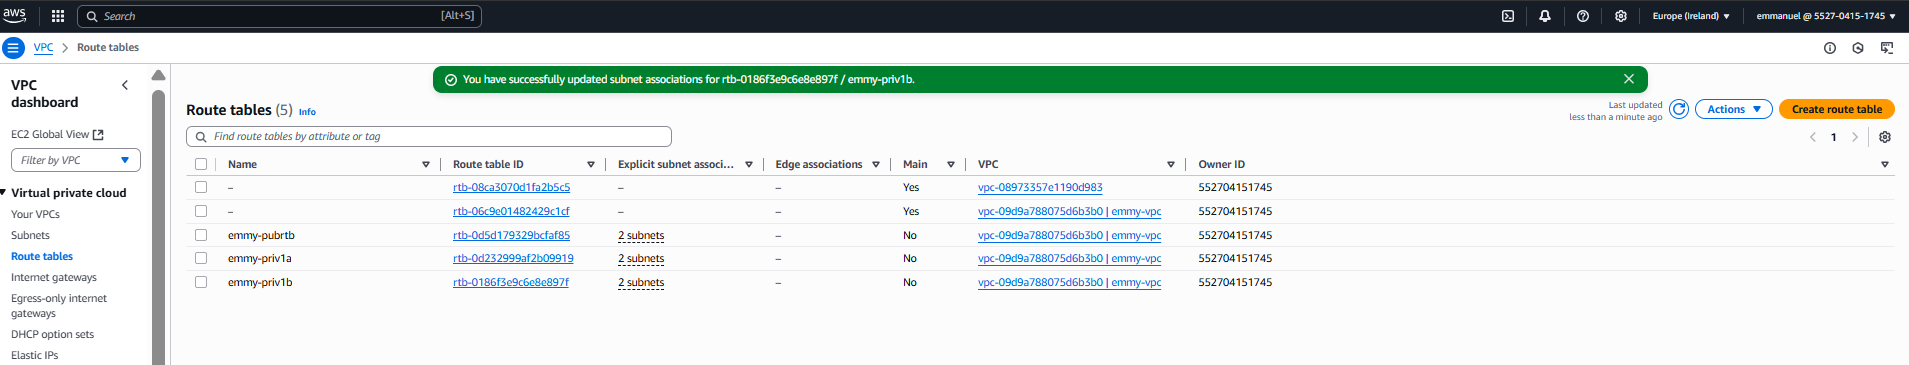 aws Search [Alt+S] Europe (Ireland) emmanuel @ 5527-0415-1745
VPC Route tables
You have successfully updated subnet associations for rtb-0186f3e9c6e8e897f / emmy-priv1b.
VPC dashboard
EC2 Global View
Filter by VPC
Virtual private cloud
Your VPCs
Subnets
Route tables
Internet gateways
Egress-only internet gateways
DHCP option sets
Elastic IPs
Route tables (5) Info
Last updated less than a minute ago
Actions
Create route table
Find route tables by attribute or tag
1
Name Route table ID Explicit subnet associ... Edge associations Main VPC Owner ID
– rtb-08ca3070d1fa2b5c5 – – Yes vpc-08973357e1190d983 552704151745
– rtb-06c9e01482429c1cf – – Yes vpc-09d9a788075d6b3b0 | emmy-vpc 552704151745
emmy-pubrtb rtb-0d5d179329bcfaf85 2 subnets – No vpc-09d9a788075d6b3b0 | emmy-vpc 552704151745
emmy-priv1a rtb-0d232999af2b09919 2 subnets – No vpc-09d9a788075d6b3b0 | emmy-vpc 552704151745
emmy-priv1b rtb-0186f3e9c6e8e897f 2 subnets – No vpc-09d9a788075d6b3b0 | emmy-vpc 552704151745